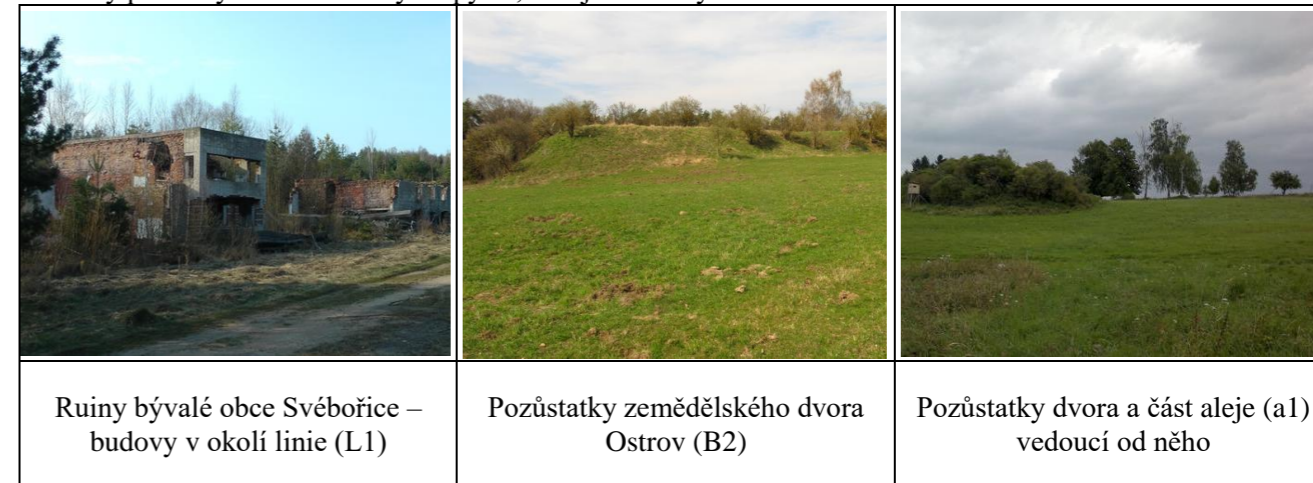 Ruiny bývalé obce Svébořice –
budovy v okolí linie (L1)
Pozůstatky zemědělského dvora
Ostrov (B2)
Pozůstatky dvora a část aleje (a1)
vedoucí od něho